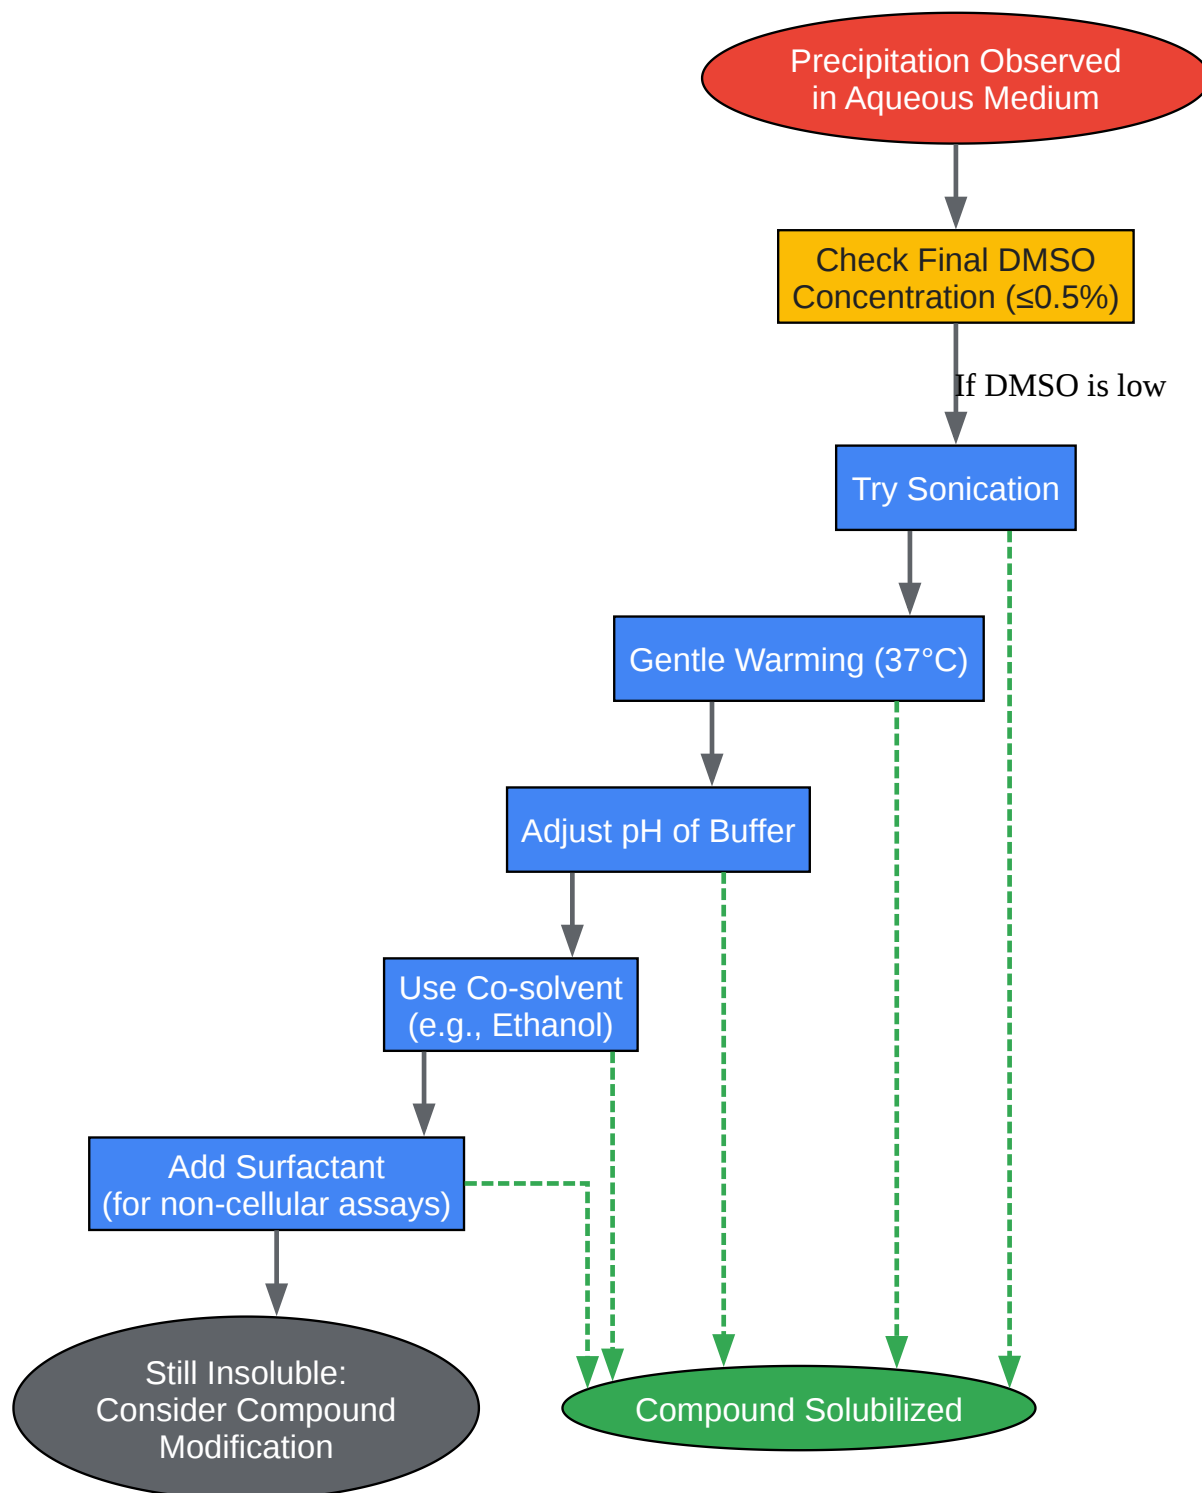 Precipitation Observed
in Aqueous Medium
Check Final DMSO
Concentration (≤0.5%)
If DMSO is low
Try Sonication
Gentle Warming (37°C)
Adjust pH of Buffer
Use Co-solvent
(e.g., Ethanol)
Add Surfactant
(for non-cellular assays)
Still Insoluble:
Consider Compound
Modification
Compound Solubilized